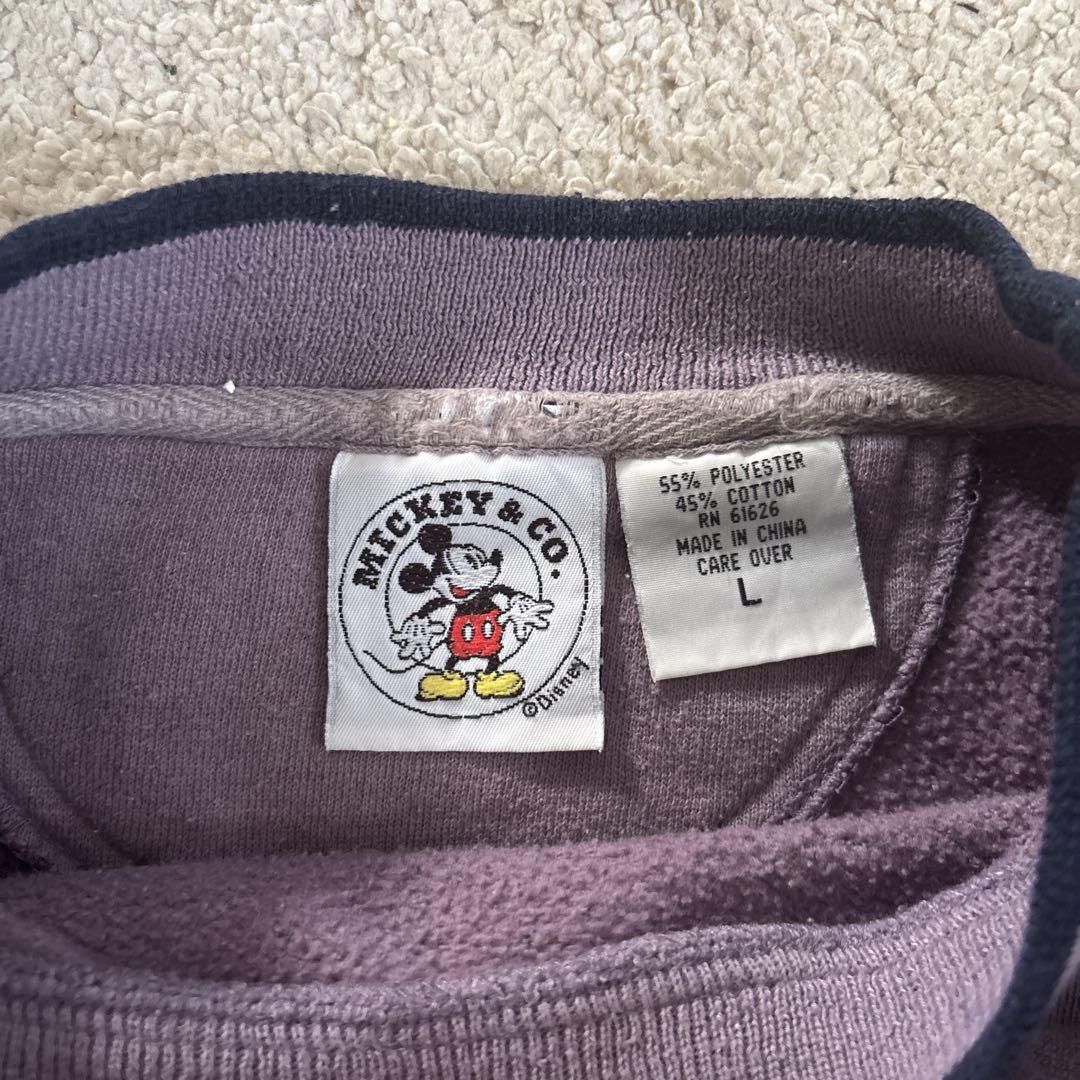 MICKEY & CO.
©Disney
55% POLYESTER
45% COTTON
RN 61626
MADE IN CHINA
CARE OVER
L